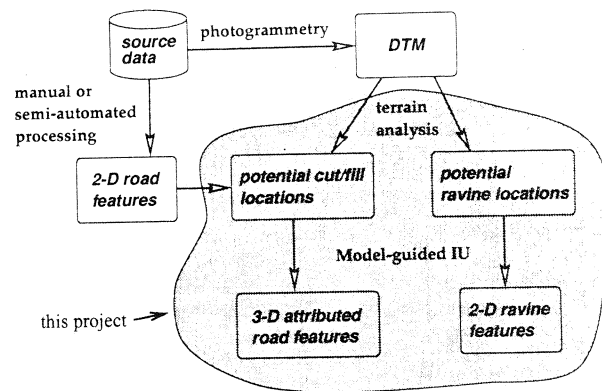 source
data
photogrammetry
DTM
manual or
semi-automated
processing
terrain
analysis
2-D road
features
potential cut/fill
locations
potential
ravine locations
Model-guided IU
this project
3-D attributed
road features
2-D ravine
features